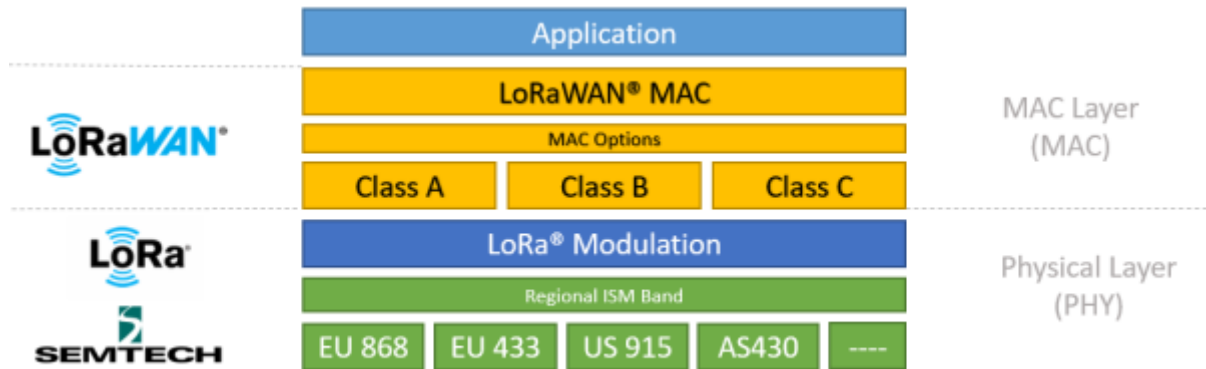 Application
LoRaWAN® MAC
LoRaWAN®
MAC Options
MAC Layer
(MAC)
Class A Class B Class C
LoRa® Modulation
LoRa®
Regional ISM Band
Physical Layer
(PHY)
SEMTECH
EU 868 EU 433 US 915 AS430 ----